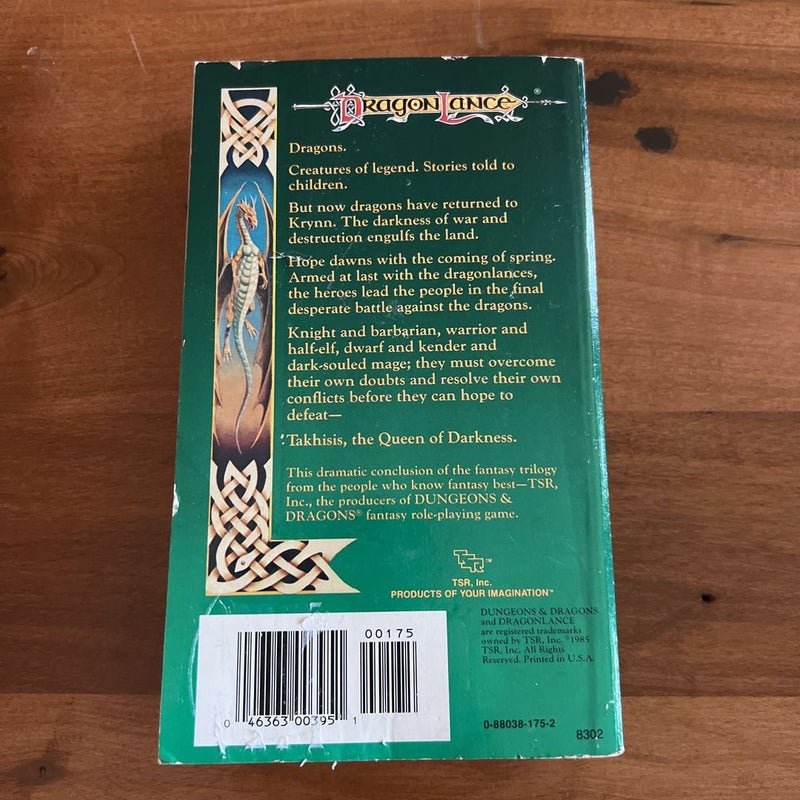 DRAGONLANCE®
Dragons.
Creatures of legend. Stories told to
children.
But now dragons have returned to
Krynn. The darkness of war and
destruction engulfs the land.
Hope dawns with the coming of spring.
Armed at last with the dragonlances,
the heroes lead the people in the final
desperate battle against the dragons.
Knight and barbarian, warrior and
half-elf, dwarf and kender and
dark-souled mage; they must overcome
their own doubts and resolve their own
conflicts before they can hope to
defeat—
Takhisis, the Queen of Darkness.
This dramatic conclusion of the fantasy trilogy
from the people who know fantasy best—TSR,
Inc., the producers of DUNGEONS &
DRAGONS® fantasy role-playing game.
TSR™
TSR, Inc.
PRODUCTS OF YOUR IMAGINATION™
DUNGEONS & DRAGONS
and DRAGONLANCE
are registered trademarks
owned by TSR, Inc. ©1985
TSR, Inc. All Rights
Reserved. Printed in U.S.A.
00175
0 46363 00395 1
0-88038-175-2
8302